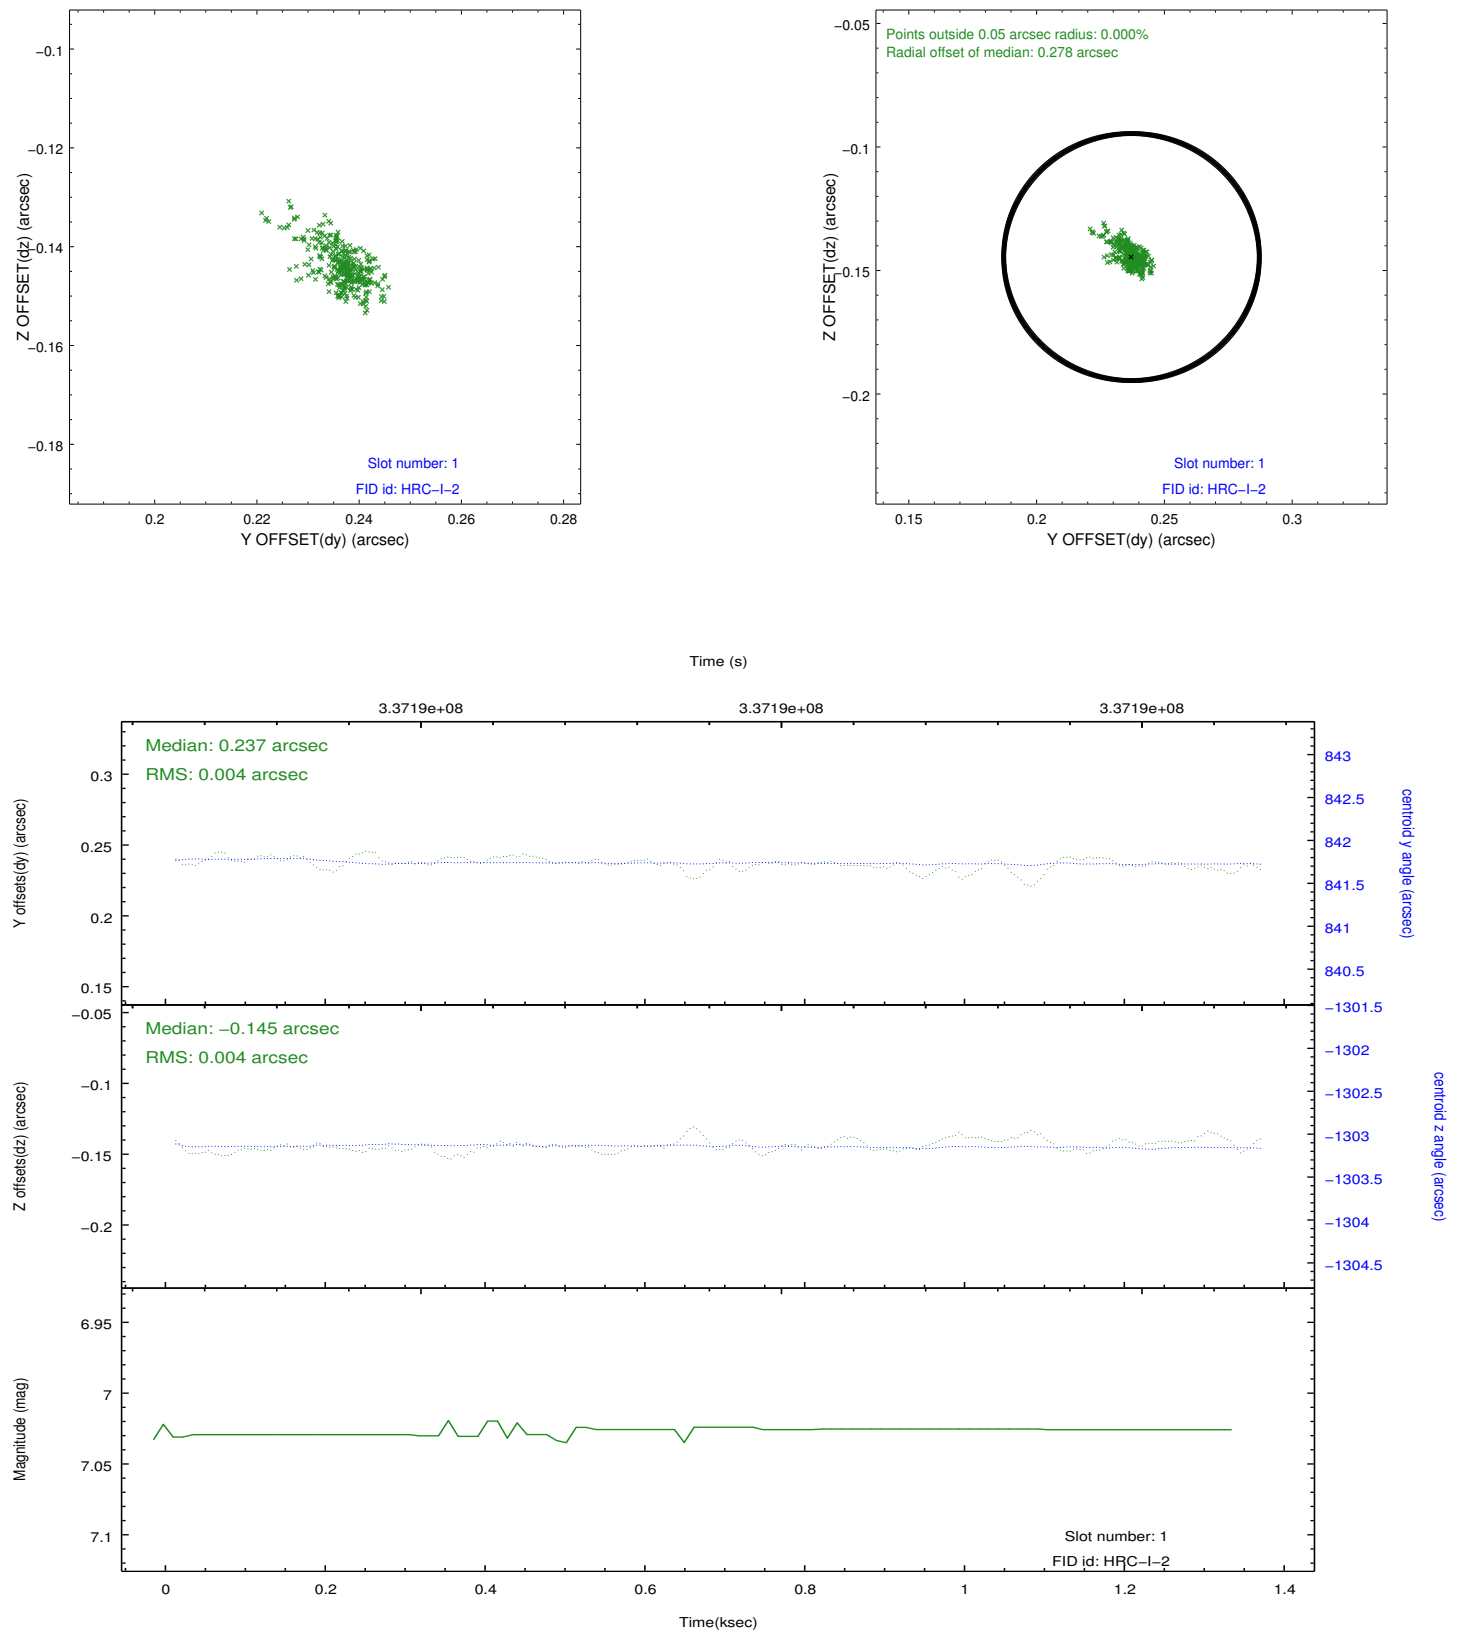 −0.1
−0.12
−0.14
−0.16
−0.18
Z OFFSET(dz) (arcsec)
Slot number: 1
FID id: HRC−I−2
0.2 0.22 0.24 0.26 0.28
Y OFFSET(dy) (arcsec)
Points outside 0.05 arcsec radius: 0.000%
Radial offset of median: 0.278 arcsec
−0.05
−0.1
−0.15
−0.2
Z OFFSET(dz) (arcsec)
Slot number: 1
FID id: HRC−I−2
0.15 0.2 0.25 0.3
Y OFFSET(dy) (arcsec)
Time (s)
3.3719e+08 3.3719e+08 3.3719e+08
Median: 0.237 arcsec
RMS: 0.004 arcsec
0.3
0.25
0.2
0.15
Y offsets(dy) (arcsec)
843
842.5
842
841.5
841
840.5
centroid y angle (arcsec)
Median: −0.145 arcsec
RMS: 0.004 arcsec
−0.05
−0.1
−0.15
−0.2
Z offsets(dz) (arcsec)
−1301.5
−1302
−1302.5
−1303
−1303.5
−1304
−1304.5
centroid z angle (arcsec)
6.95
7
7.05
7.1
Magnitude (mag)
Slot number: 1
FID id: HRC−I−2
0 0.2 0.4 0.6 0.8 1 1.2 1.4
Time(ksec)